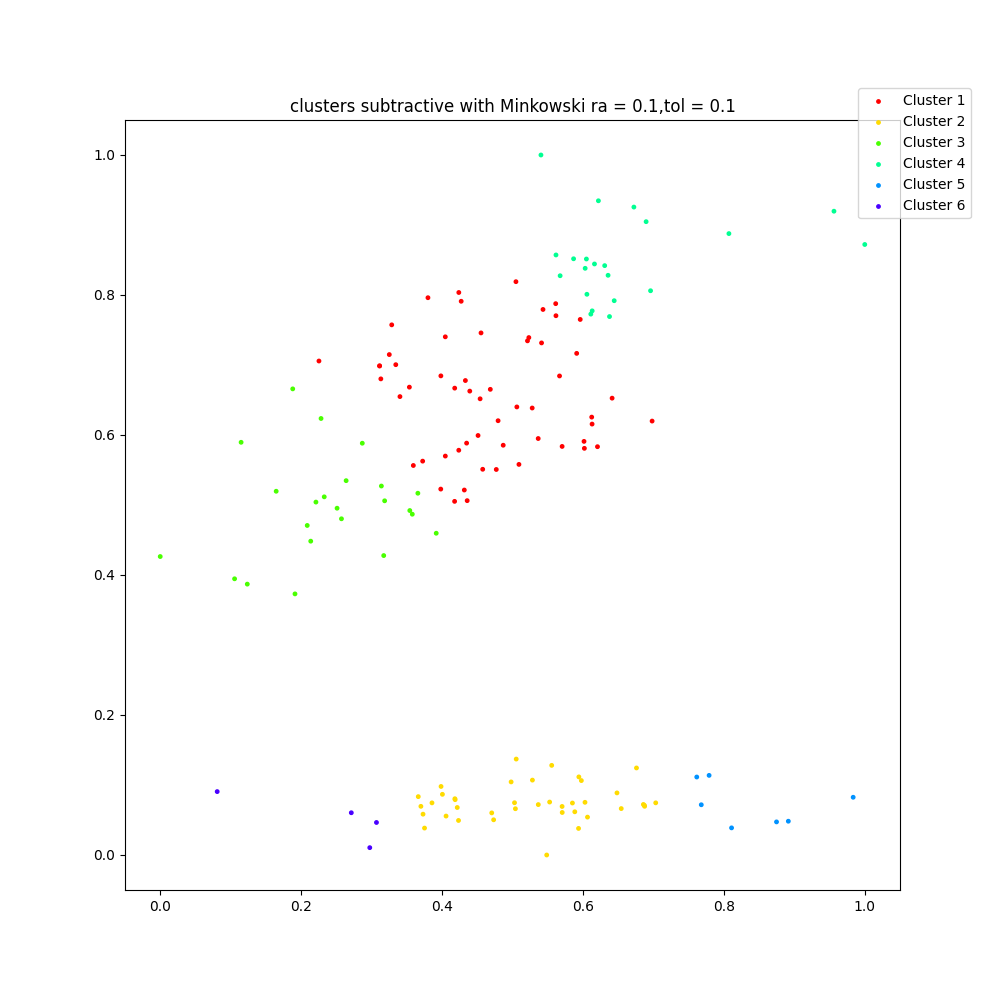 clusters subtractive with Minkowski ra = 0.1,tol = 0.1
Cluster 1
Cluster 2
Cluster 3
Cluster 4
Cluster 5
Cluster 6
1.0
0.8
0.6
0.4
0.2
0.0
0.0 0.2 0.4 0.6 0.8 1.0